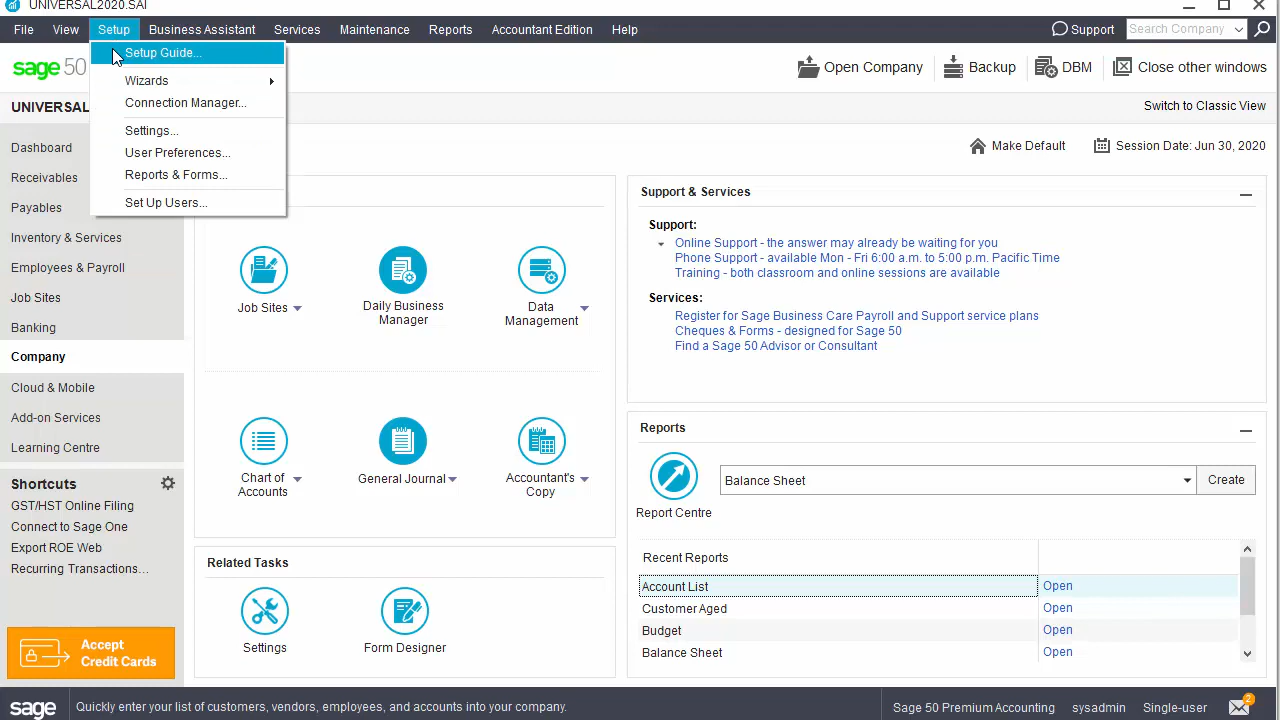 UNIVERSAL2020.SAI
File View Setup Business Assistant Services Maintenance Reports Accountant Edition Help Support Search Company
sage 50 Open Company Backup DBM Close other windows
UNIVERSAL Switch to Classic View
Setup Guide...
Wizards
Connection Manager...
Settings...
User Preferences...
Reports & Forms...
Set Up Users...
Make Default Session Date: Jun 30, 2020
Dashboard
Receivables
Payables
Inventory & Services
Employees & Payroll
Job Sites
Banking
Company
Cloud & Mobile
Add-on Services
Learning Centre
Shortcuts
GST/HST Online Filing
Connect to Sage One
Export ROE Web
Recurring Transactions...
Accept
Credit Cards
Job Sites
Daily Business
Manager
Data
Management
Chart of
Accounts
General Journal
Accountant's
Copy
Related Tasks
Settings
Form Designer
Support & Services
Support:
Online Support - the answer may already be waiting for you
Phone Support - available Mon - Fri 6:00 a.m. to 5:00 p.m. Pacific Time
Training - both classroom and online sessions are available
Services:
Register for Sage Business Care Payroll and Support service plans
Cheques & Forms - designed for Sage 50
Find a Sage 50 Advisor or Consultant
Reports
Report Centre
Balance Sheet Create
Recent Reports
Account List Open
Customer Aged Open
Budget Open
Balance Sheet Open
sage Quickly enter your list of customers, vendors, employees, and accounts into your company. Sage 50 Premium Accounting sysadmin Single-user 2